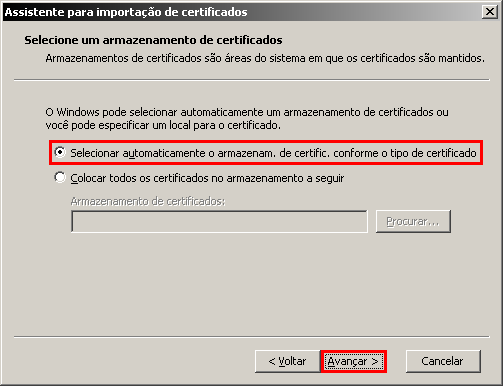 Assistente para importação de certificados
Selecione um armazenamento de certificados
Armazenamentos de certificados são áreas do sistema em que os certificados são mantidos.
O Windows pode selecionar automaticamente um armazenamento de certificados ou
você pode especificar um local para o certificado.
Selecionar automaticamente o armazenam. de certific. conforme o tipo de certificado
Colocar todos os certificados no armazenamento a seguir
Armazenamento de certificados:
Procurar...
< Voltar
Avançar >
Cancelar